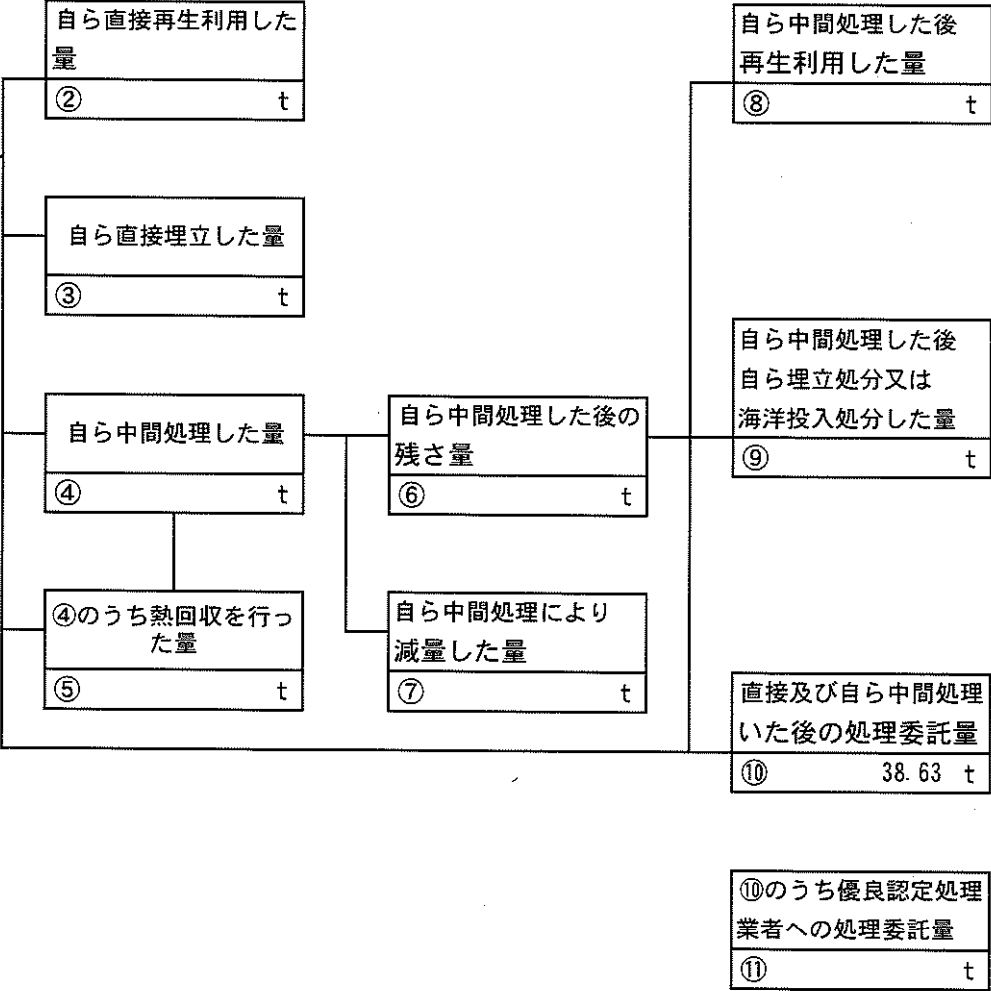 自ら直接再生利用した
量
② t
自ら直接埋立した量
③ t
自ら中間処理した量
④ t
④のうち熱回収を行っ
た量
⑤ t
自ら中間処理した後の
残さ量
⑥ t
自ら中間処理により
減量した量
⑦ t
自ら中間処理した後
再生利用した量
⑧ t
自ら中間処理した後
自ら埋立処分又は
海洋投入処分した量
⑨ t
直接及び自ら中間処理
いた後の処理委託量
⑩ 38.63 t
⑩のうち優良認定処理
業者への処理委託量
⑪ t